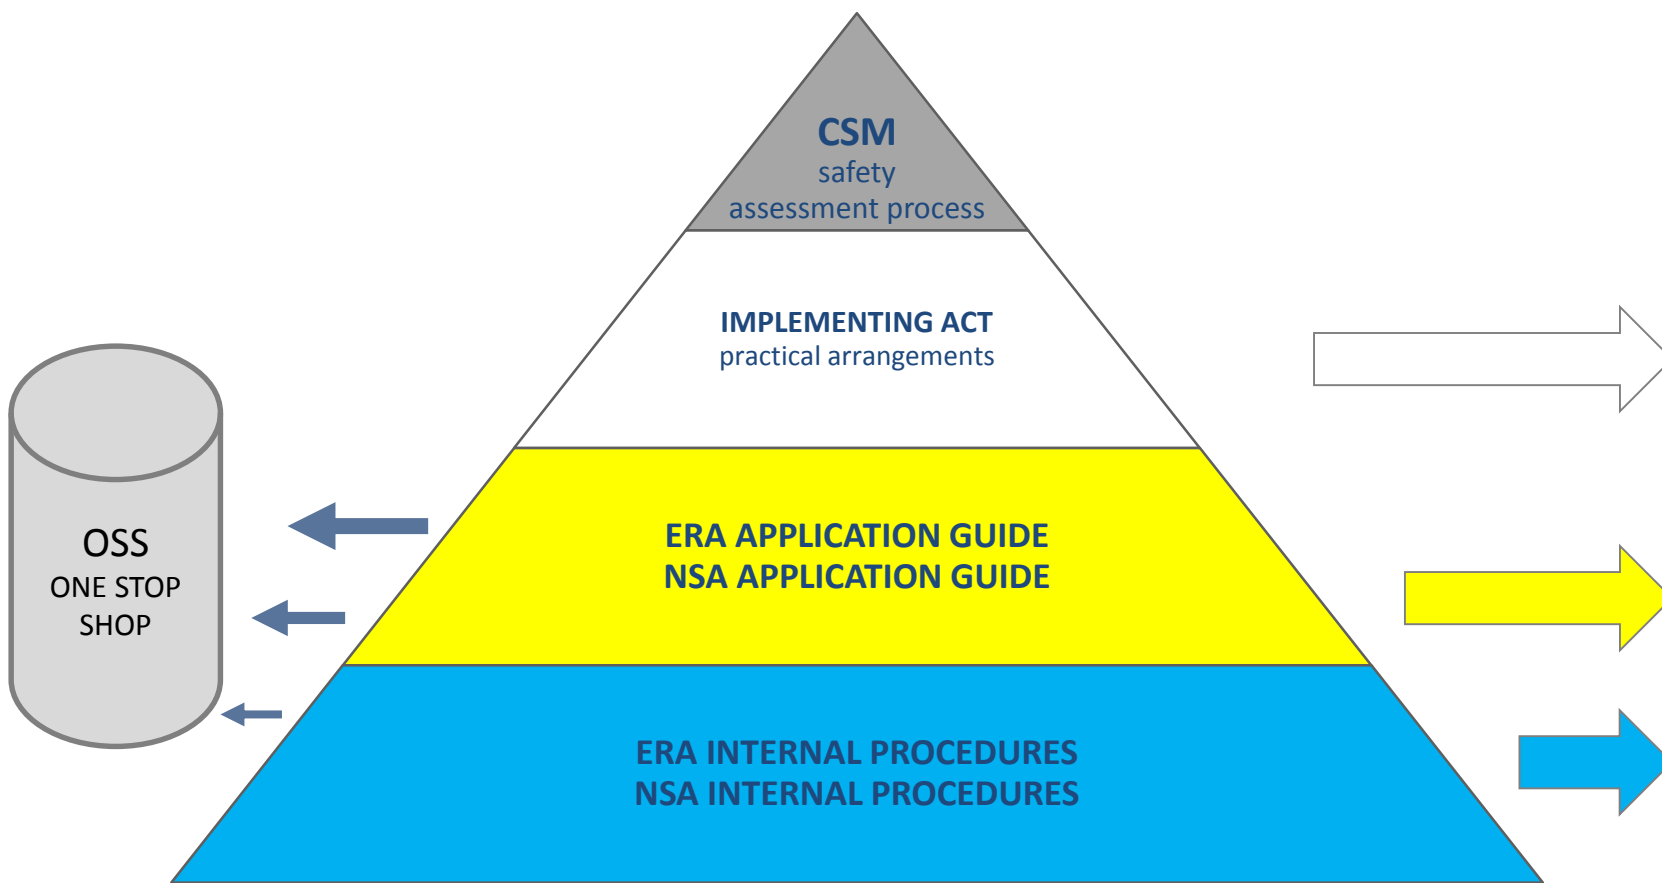 CSM
safety
assessment process
IMPLEMENTING ACT
practical arrangements
OSS
ONE STOP
SHOP
ERA APPLICATION GUIDE
NSA APPLICATION GUIDE
ERA INTERNAL PROCEDURES
NSA INTERNAL PROCEDURES